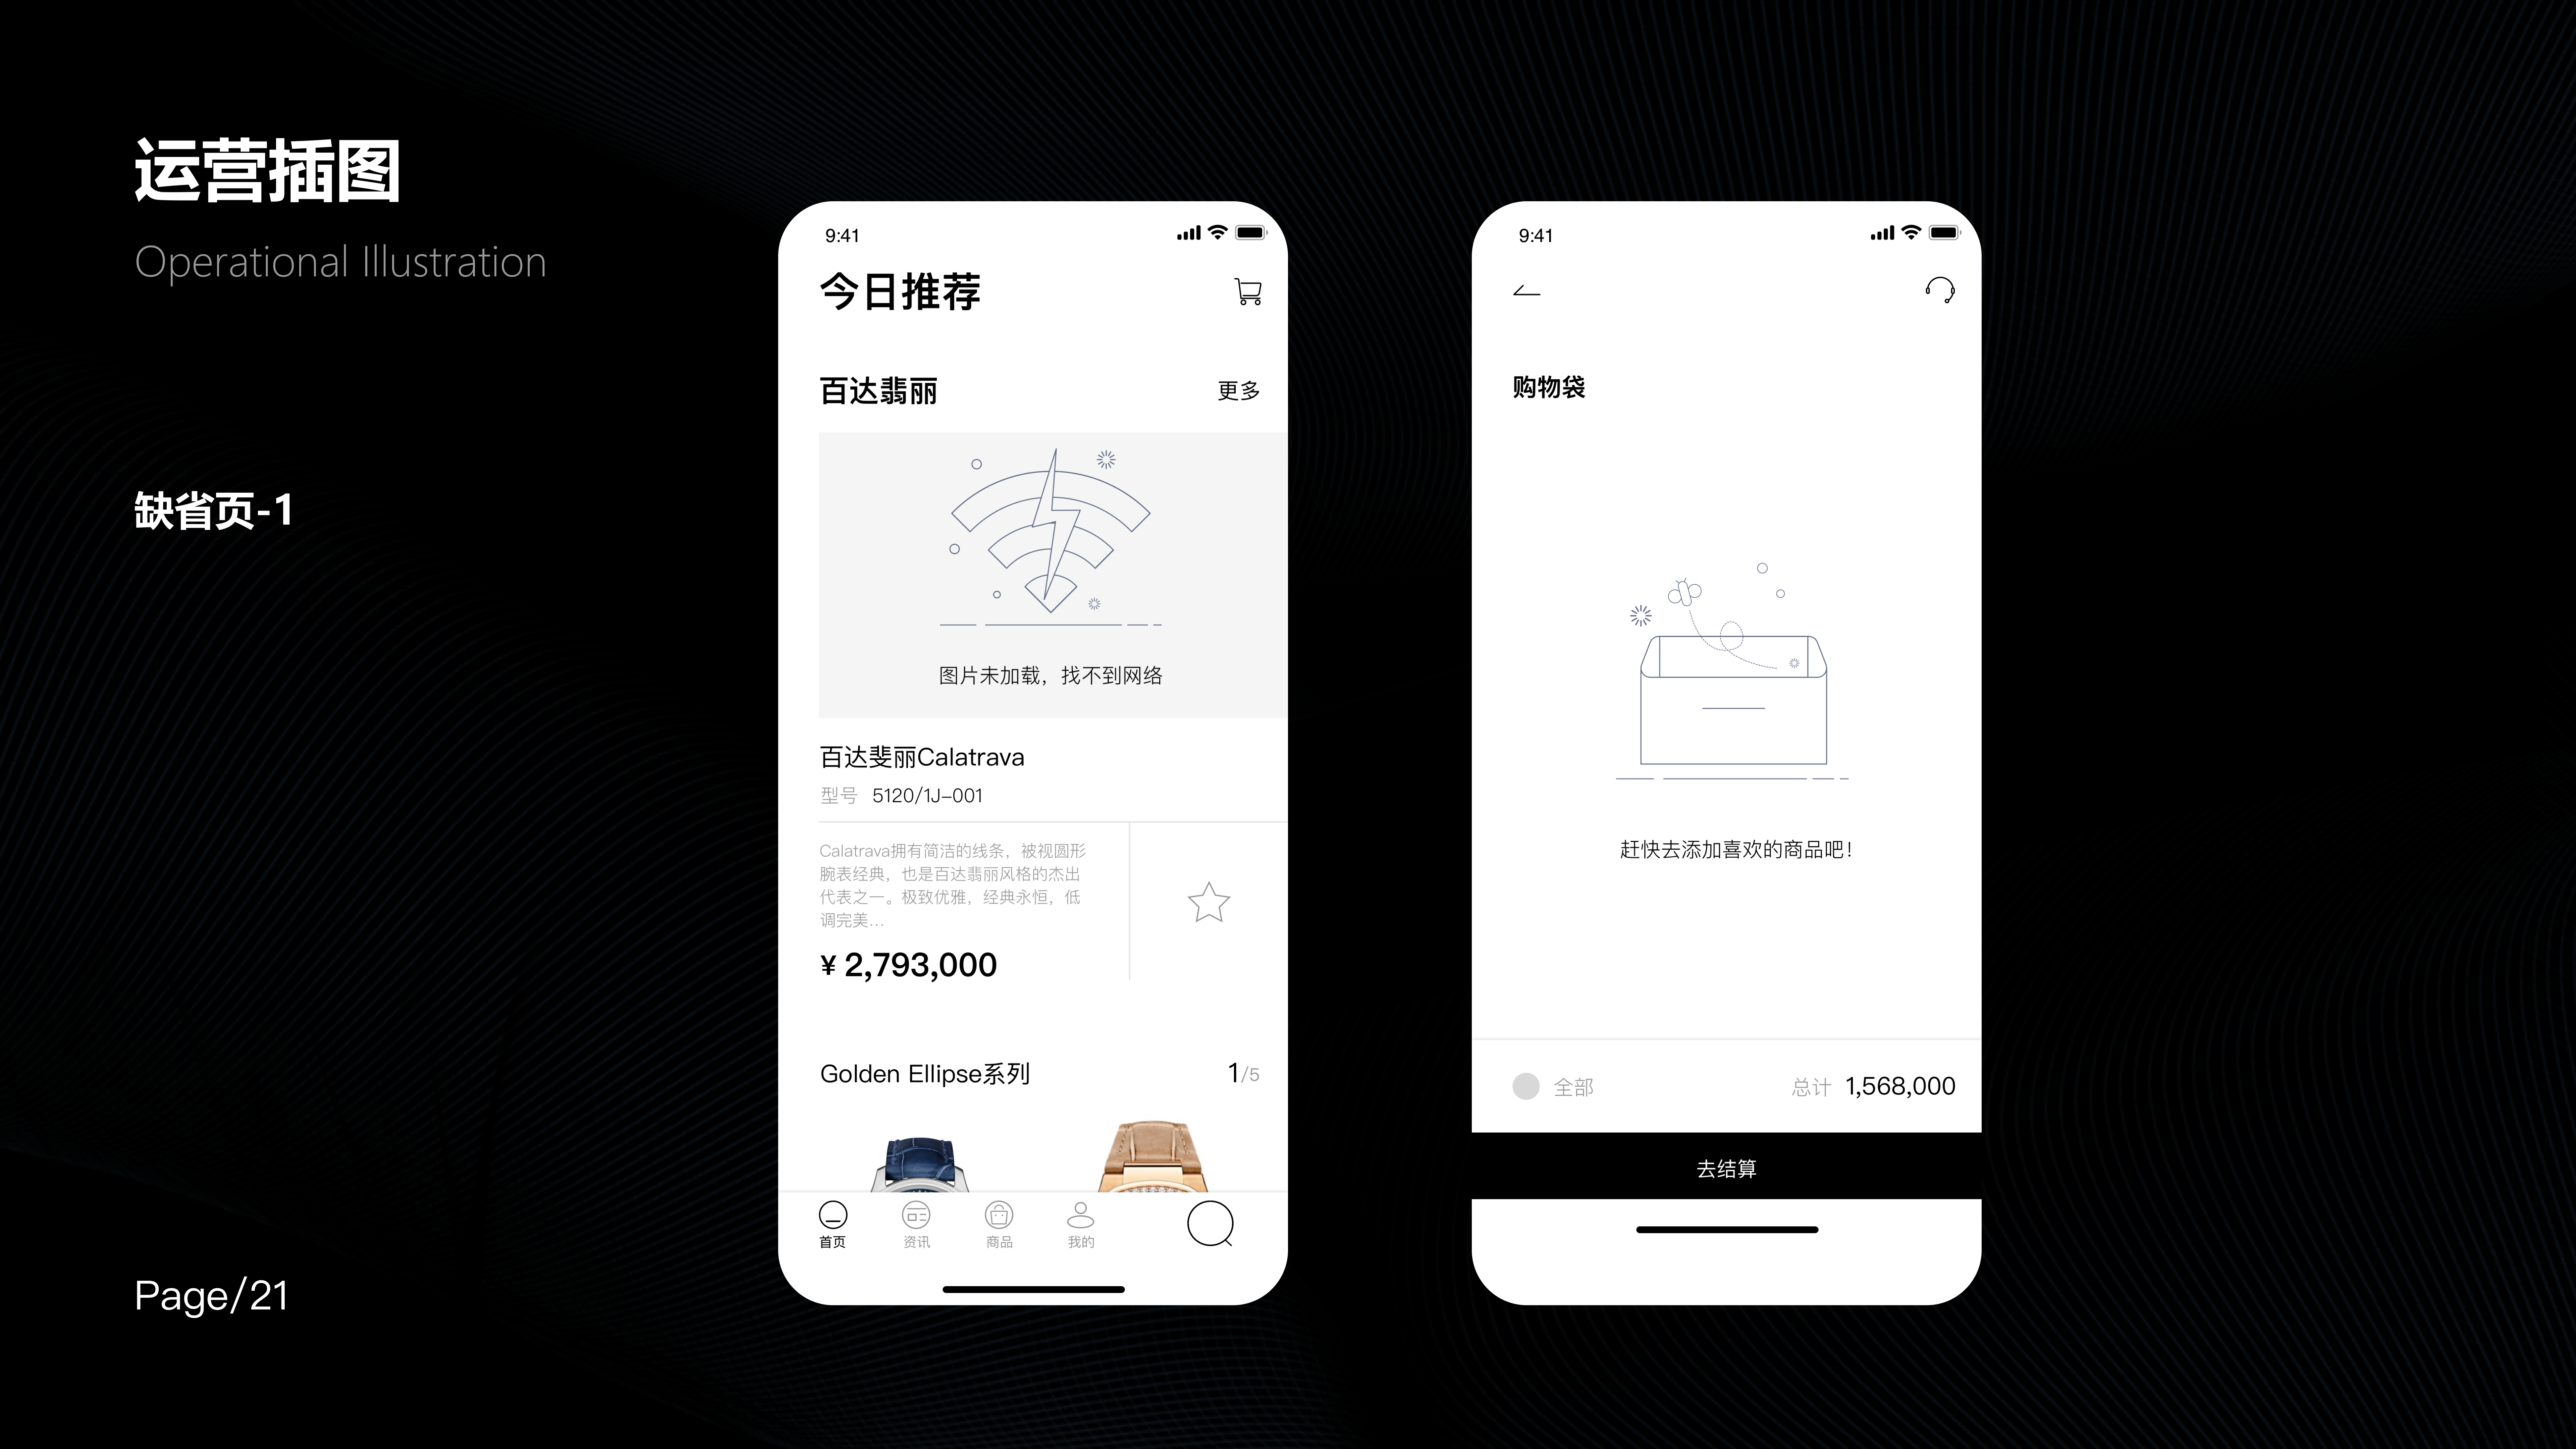 运营插图
Operational Illustration
缺省页-1
Page/21
9:41
今日推荐
百达翡丽
更多
图片未加载，找不到网络
百达斐丽Calatrava
型号 5120/1J-001
Calatrava拥有简洁的线条，被视圆形
腕表经典，也是百达翡丽风格的杰出
代表之一。极致优雅，经典永恒，低
调完美...
¥ 2,793,000
Golden Ellipse系列
1/5
首页
资讯
商品
我的
9:41
购物袋
赶快去添加喜欢的商品吧！
全部
总计 1,568,000
去结算